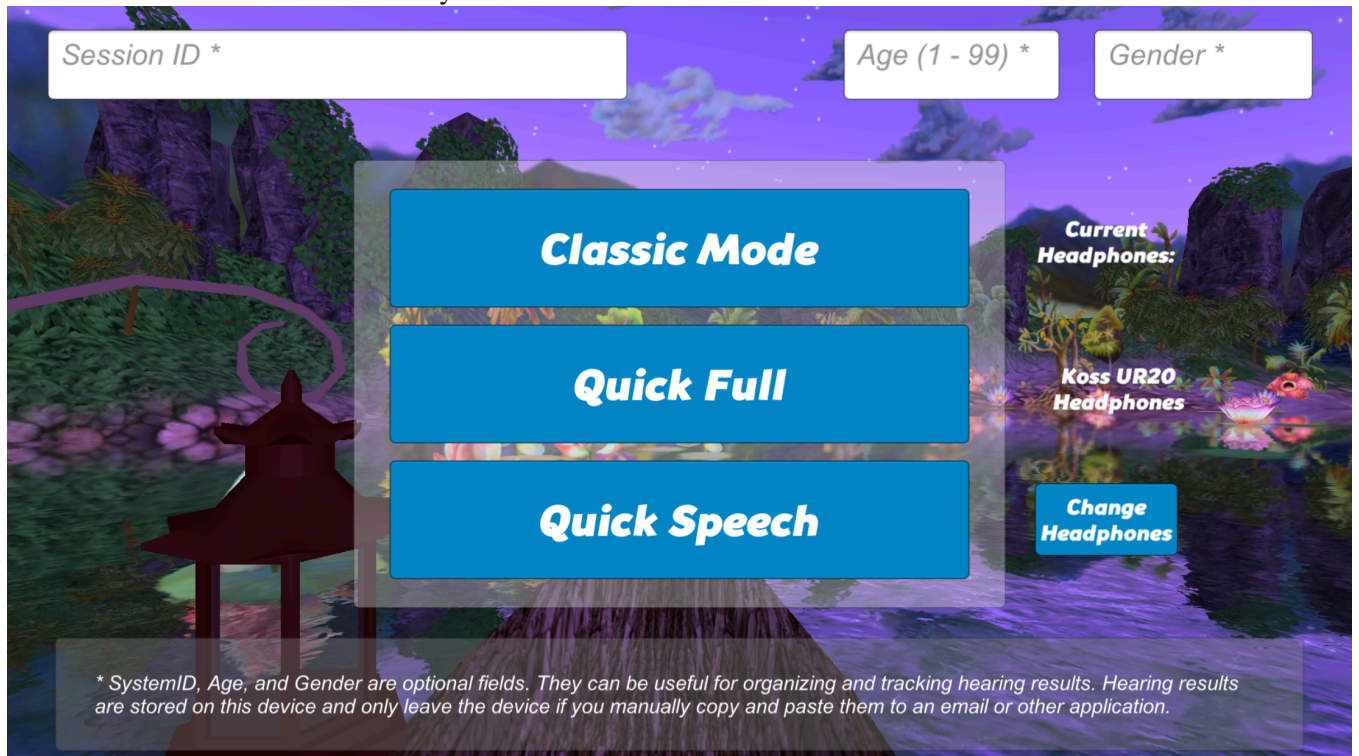 Session ID *
Age (1 - 99) *
Gender *
Classic Mode
Current
Headphones:
Quick Full
Koss UR20
Headphones
Quick Speech
Change
Headphones
* SystemID, Age, and Gender are optional fields. They can be useful for organizing and tracking hearing results. Hearing results
are stored on this device and only leave the device if you manually copy and paste them to an email or other application.